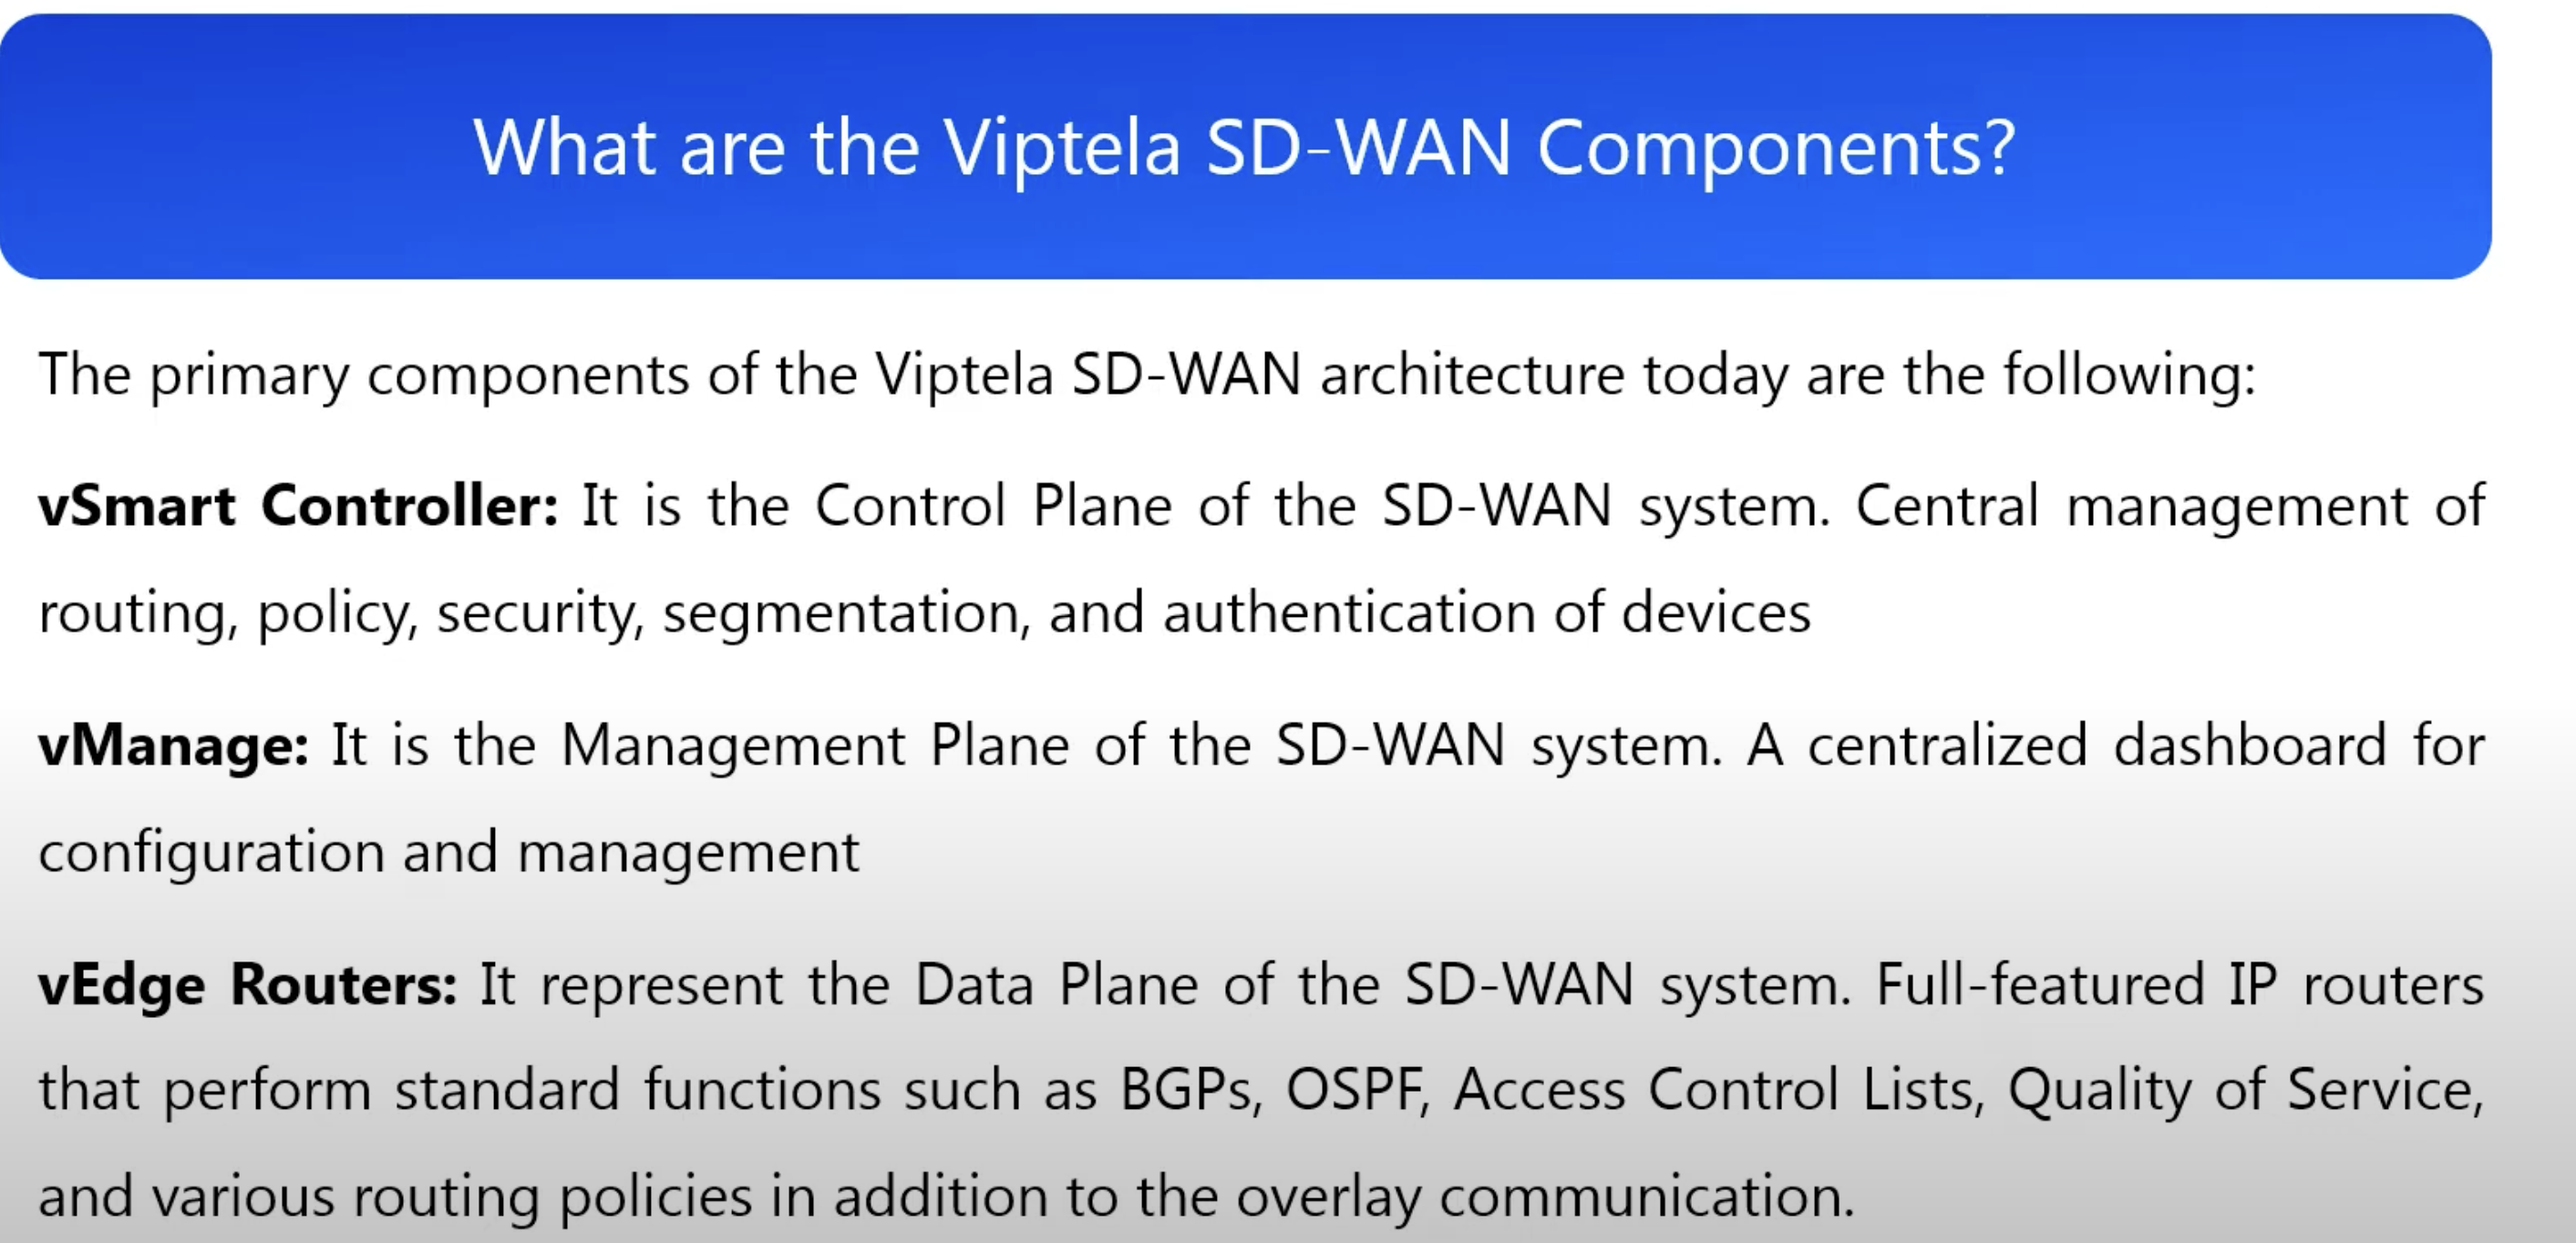 What are the Viptela SD-WAN Components?
The primary components of the Viptela SD-WAN architecture today are the following:
vSmart Controller: It is the Control Plane of the SD-WAN system. Central management of
routing, policy, security, segmentation, and authentication of devices
vManage: It is the Management Plane of the SD-WAN system. A centralized dashboard for
configuration and management
vEdge Routers: It represent the Data Plane of the SD-WAN system. Full-featured IP routers
that perform standard functions such as BGPs, OSPF, Access Control Lists, Quality of Service,
and various routing policies in addition to the overlay communication.